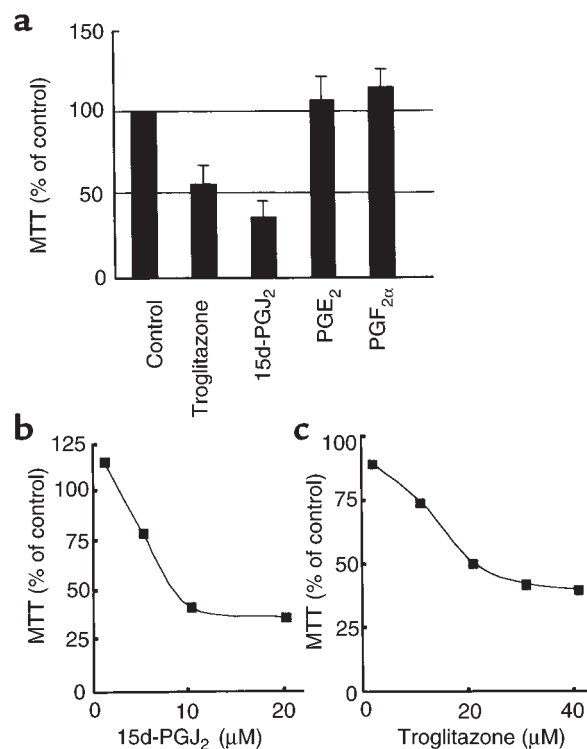 a
150
100
50
0
MTT (% of control)
Control
Troglitazone
15d-PGJ₂
PGE₂
PGF₂α
b
125
100
75
50
25
0
MTT (% of control)
0 10 20
15d-PGJ₂ (μM)
c
100
75
50
25
0
MTT (% of control)
0 20 40
Troglitazone (μM)